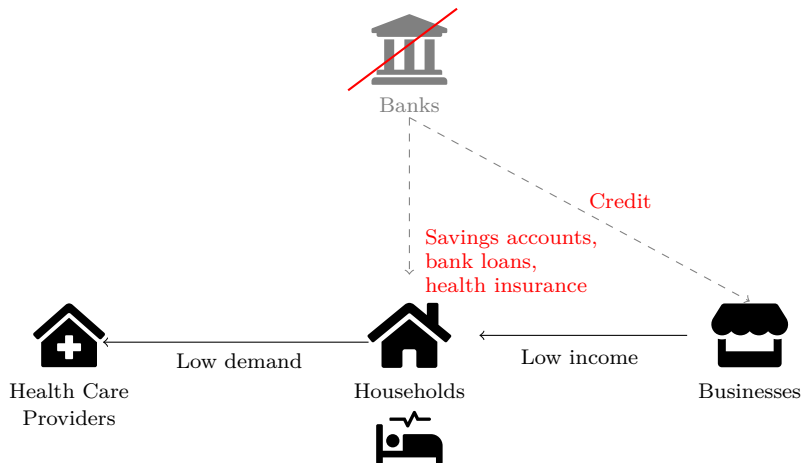 Banks
Credit
Savings accounts,
bank loans,
health insurance
Low demand
Low income
Health Care
Providers
Households
Businesses